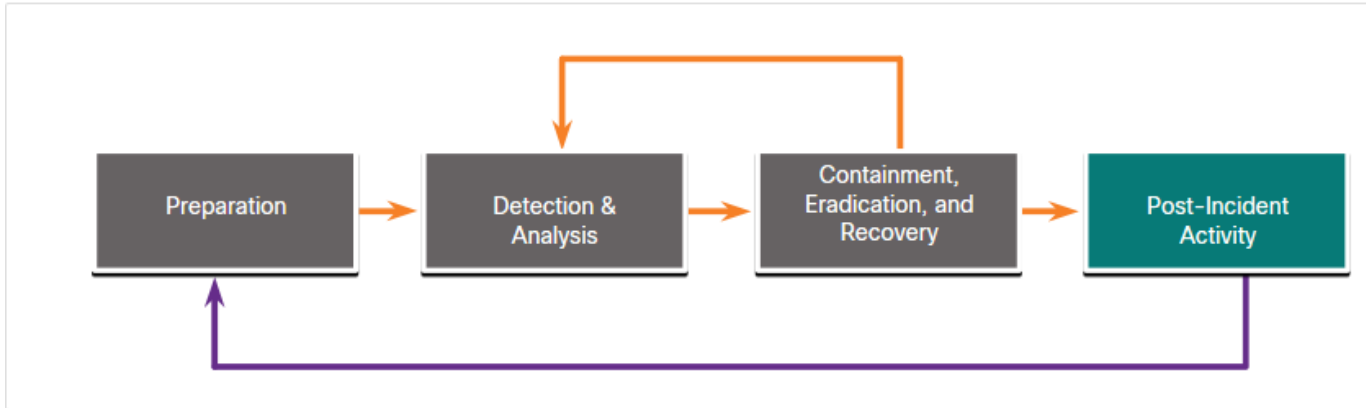 Preparation
Detection &
Analysis
Containment,
Eradication, and
Recovery
Post-Incident
Activity